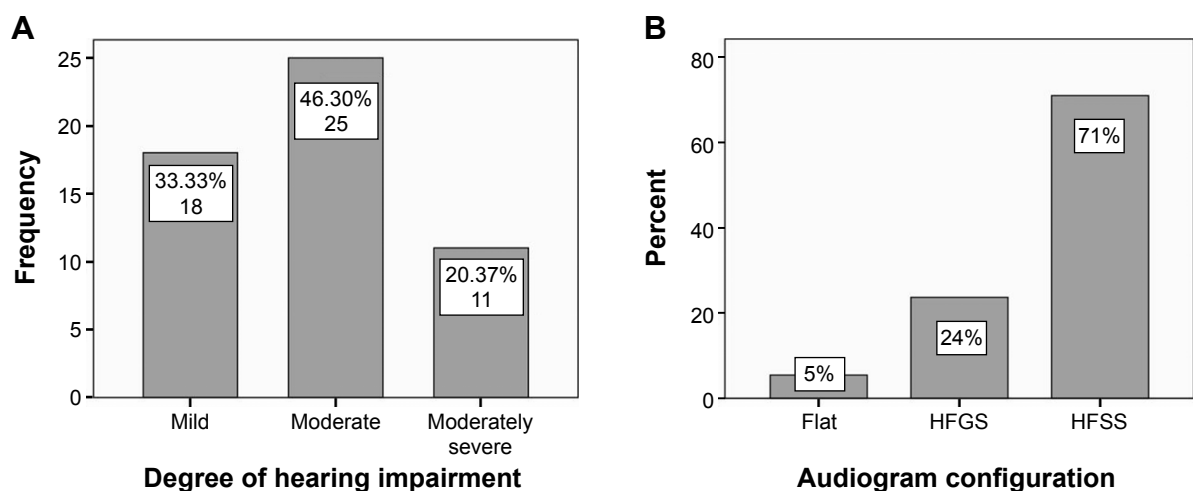 A
Frequency
25
20
15
10
5
0
33.33%
18
46.30%
25
20.37%
11
Mild
Moderate
Moderately
severe
Degree of hearing impairment
B
Percent
80
60
40
20
0
5%
24%
71%
Flat
HFGS
HFSS
Audiogram configuration